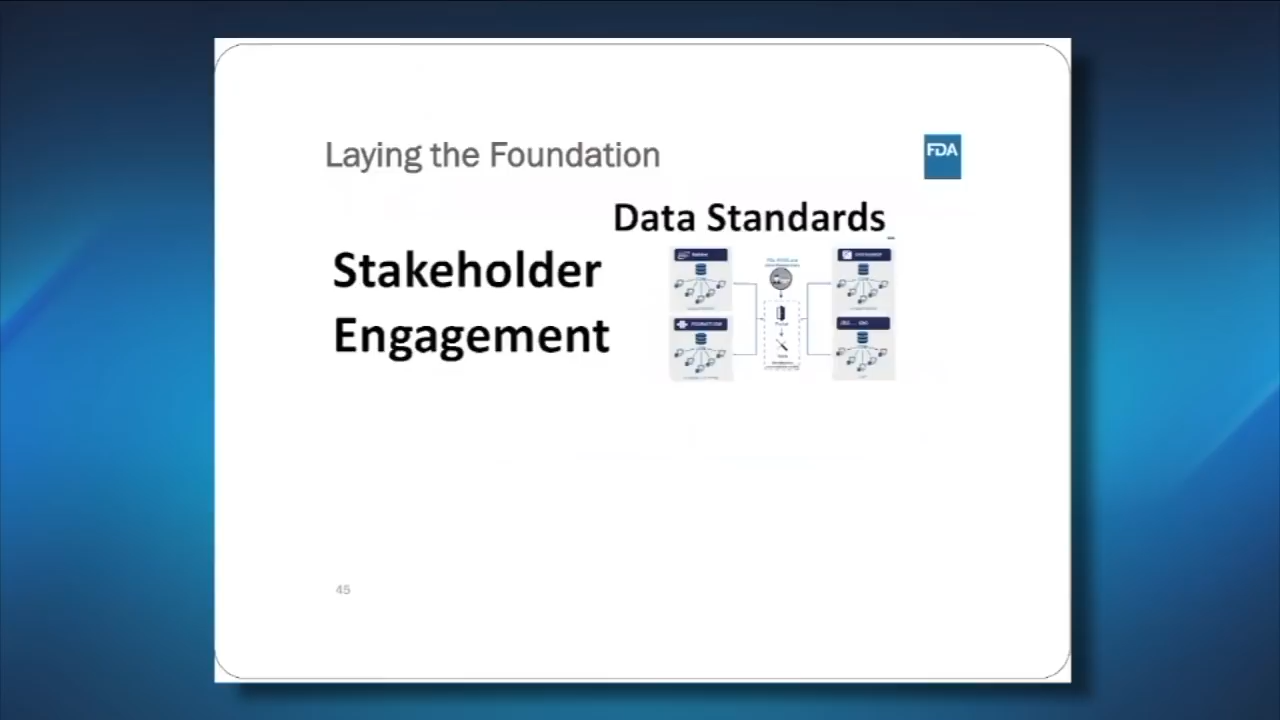 Laying the Foundation
FDA
Data Standards
Stakeholder
Engagement
45